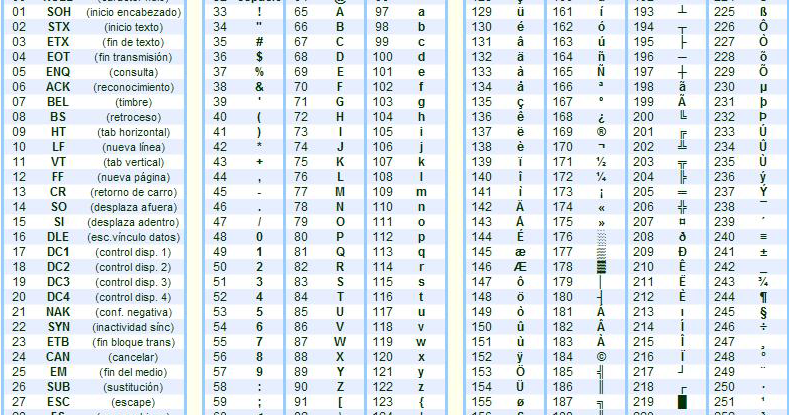 01 SOH (inicio encabezado) 33 ! 65 A 97 a 129 ü 161 í 193 ┴ 225 ß
02 STX (inicio texto) 34 " 66 B 98 b 130 é 162 ó 194 ┬ 226 Ô
03 ETX (fin de texto) 35 # 67 C 99 c 131 â 163 ú 195 ├ 227 Ò
04 EOT (fin transmisión) 36 $ 68 D 100 d 132 ä 164 ñ 196 ─ 228 õ
05 ENQ (consulta) 37 % 69 E 101 e 133 à 165 Ñ 197 ┼ 229 Õ
06 ACK (reconocimiento) 38 & 70 F 102 f 134 å 166 ª 198 ã 230 µ
07 BEL (timbre) 39 ' 71 G 103 g 135 ç 167 º 199 Ã 231 þ
08 BS (retroceso) 40 ( 72 H 104 h 136 ê 168 ¿ 200 ╚ 232 Þ
09 HT (tab horizontal) 41 ) 73 I 105 i 137 ë 169 ® 201 ╔ 233 Ú
10 LF (nueva línea) 42 * 74 J 106 j 138 è 170 ¬ 202 ╩ 234 Û
11 VT (tab vertical) 43 + 75 K 107 k 139 ï 171 ½ 203 ╦ 235 Ù
12 FF (nueva página) 44 , 76 L 108 l 140 î 172 ¼ 204 ╠ 236 ý
13 CR (retorno de carro) 45 - 77 M 109 m 141 ì 173 ¡ 205 ═ 237 Ý
14 SO (desplaza afuera) 46 . 78 N 110 n 142 Ä 174 « 206 ╬ 238 ¯
15 SI (desplaza adentro) 47 / 79 O 111 o 143 Å 175 » 207 ¤ 239 ´
16 DLE (esc.vínculo datos) 48 0 80 P 112 p 144 É 176 ░ 208 ð 240 ≡
17 DC1 (control disp. 1) 49 1 81 Q 113 q 145 æ 177 ▒ 209 Ð 241 ±
18 DC2 (control disp. 2) 50 2 82 R 114 r 146 Æ 178 ▓ 210 Ê 242 _
19 DC3 (control disp. 3) 51 3 83 S 115 s 147 ô 179 │ 211 Ë 243 ¾
20 DC4 (control disp. 4) 52 4 84 T 116 t 148 ö 180 ┤ 212 È 244 ¶
21 NAK (conf. negativa) 53 5 85 U 117 u 149 ò 181 Á 213 ı 245 §
22 SYN (inactividad sínc) 54 6 86 V 118 v 150 û 182 Â 214 Í 246 ÷
23 ETB (fin bloque trans) 55 7 87 W 119 w 151 ù 183 À 215 Î 247 ¸
24 CAN (cancelar) 56 8 88 X 120 x 152 ÿ 184 © 216 Ï 248 °
25 EM (fin del medio) 57 9 89 Y 121 y 153 Ö 185 ╣ 217 ┘ 249 ¨
26 SUB (sustitución) 58 : 90 Z 122 z 154 Ü 186 ║ 218 ┌ 250 ·
27 ESC (escape) 59 ; 91 [ 123 { 155 ø 187 ╗ 219 █ 251 ¹